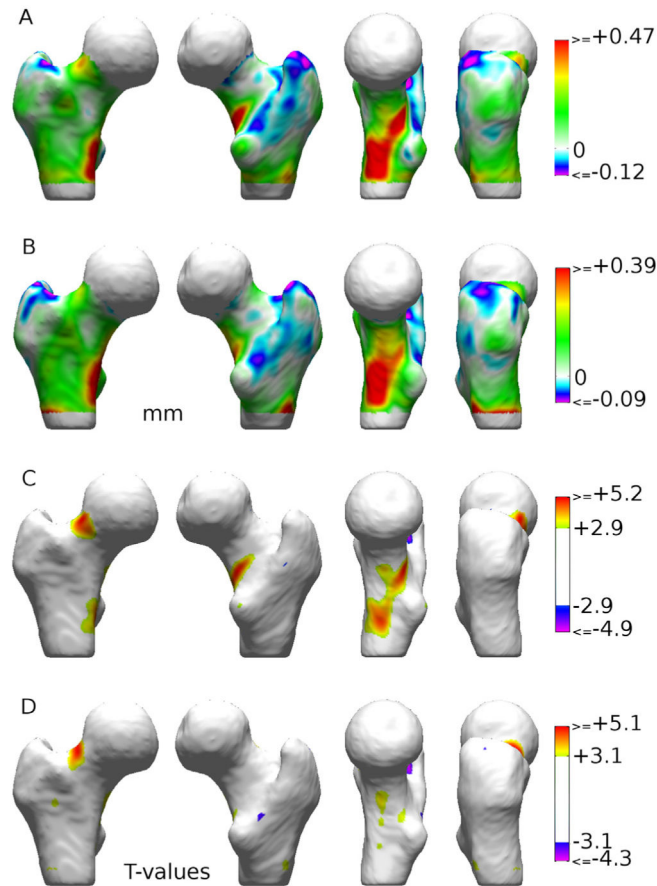 A
>=+0.47
0
<=-0.12
B
>=+0.39
0
<=-0.09
mm
C
>=+5.2
+2.9
-2.9
<=-4.9
D
>=+5.1
+3.1
-3.1
<=-4.3
T-values